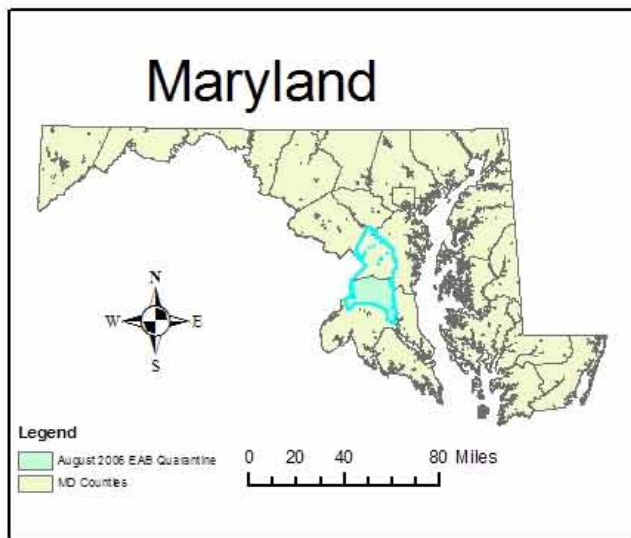 Maryland
N
W E
S
Legend
August 2006 EAB Quarantine
MD Counties
0 20 40 80 Miles